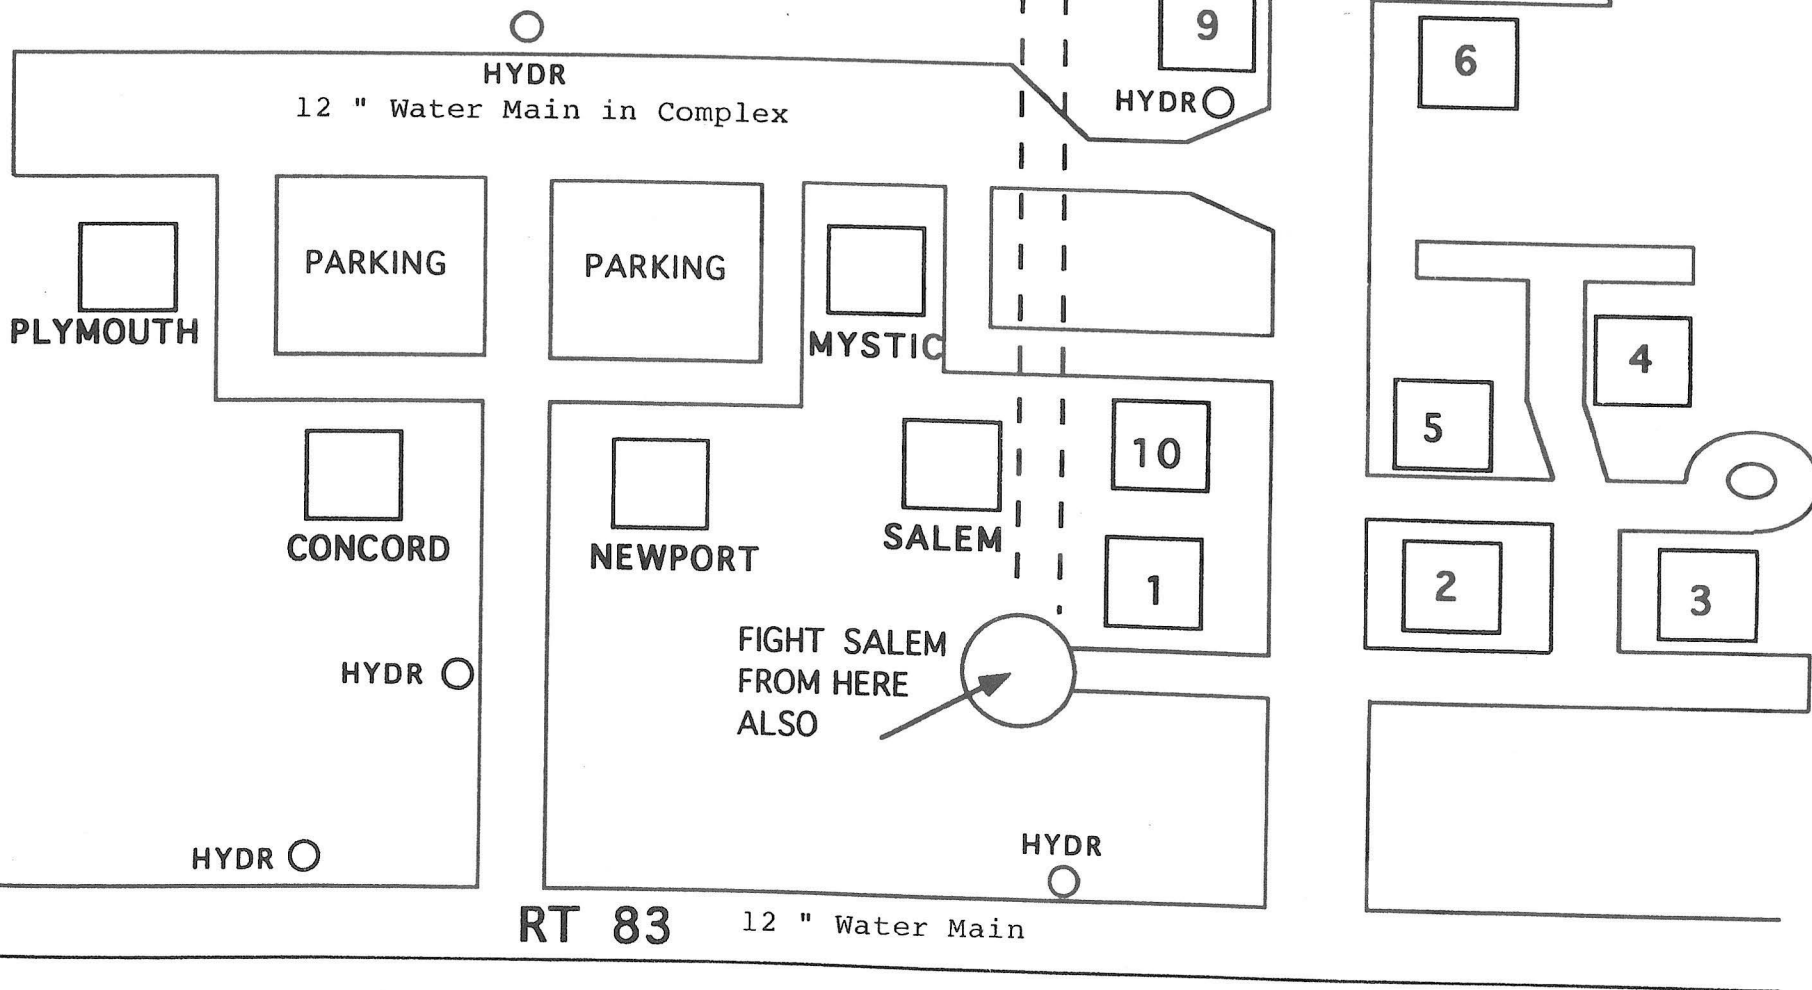 9
6
HYDR
12 " Water Main in Complex
HYDR
PARKING
PARKING
PLYMOUTH
MYSTIC
4
5
10
CONCORD
NEWPORT
SALEM
1
2
3
FIGHT SALEM
FROM HERE
ALSO
HYDR
HYDR
HYDR
RT 83
12 " Water Main